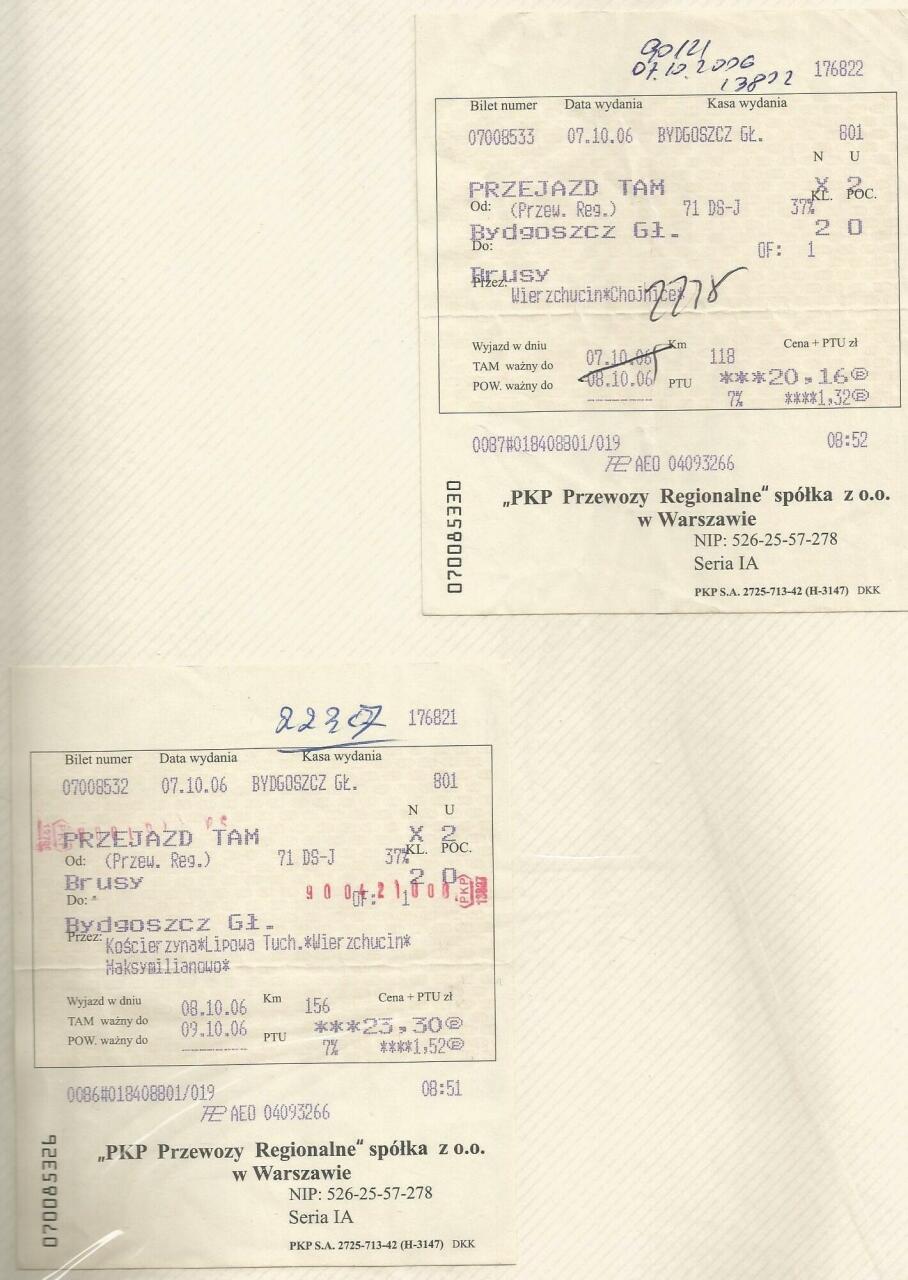 90121
07.10.2006
176822
Bilet numer Data wydania Kasa wydania
07008533 07.10.06 BYDGOSZCZ GŁ. 801
N U
PRZEJAZD TAM X 2
KL. POC.
Od: (Przew. Reg.) 71 DS-J 37%
Bydgoszcz Gł. 2 0
Do: OF: 1
Brusy
Przez: Wierzchucin*Chojnice*
Wyjazd w dniu 07.10.06 Km 118 Cena + PTU zł
TAM ważny do 08.10.06 ***20,16
POW. ważny do -------- PTU 7% ****1,32
0087#018408801/019 08:52
AEO 04093266
„PKP Przewozy Regionalne“ spółka z o.o.
w Warszawie
NIP: 526-25-57-278
Seria IA
PKP S.A. 2725-713-42 (H-3147) DKK
070085330
176821
Bilet numer Data wydania Kasa wydania
07008532 07.10.06 BYDGOSZCZ GŁ. 801
N U
PRZEJAZD TAM X 2
KL. POC.
Od: (Przew. Reg.) 71 DS-J 37%
Brusy 2 0
Do: OF: 1
Bydgoszcz Gł.
Przez: Kościerzyna*Lipowa Tuch.*Wierzchucin*
Maksymilianowo*
Wyjazd w dniu 08.10.06 Km 156 Cena + PTU zł
TAM ważny do 09.10.06 ***23,30
POW. ważny do -------- PTU 7% ****1,52
0086#018408801/019 08:51
AEO 04093266
„PKP Przewozy Regionalne“ spółka z o.o.
w Warszawie
NIP: 526-25-57-278
Seria IA
PKP S.A. 2725-713-42 (H-3147) DKK
070085326